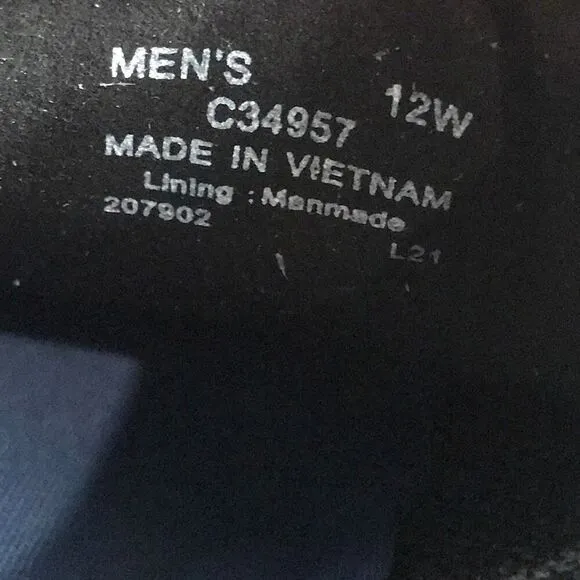 MEN'S
C34957 12W
MADE IN VIETNAM
Lining : Manmade
207902
L21